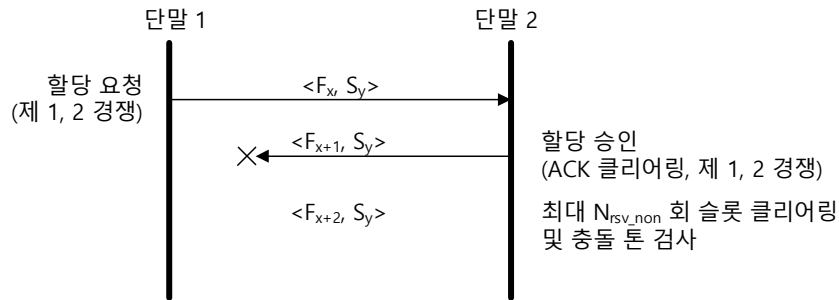 단말 1
단말 2
할당 요청
(제 1, 2 경쟁)
<Fx, Sy>
<Fx+1, Sy>
할당 승인
(ACK 클리어링, 제 1, 2 경쟁)
<Fx+2, Sy>
최대 Nrsv_non 회 슬롯 클리어링
및 충돌 톤 검사